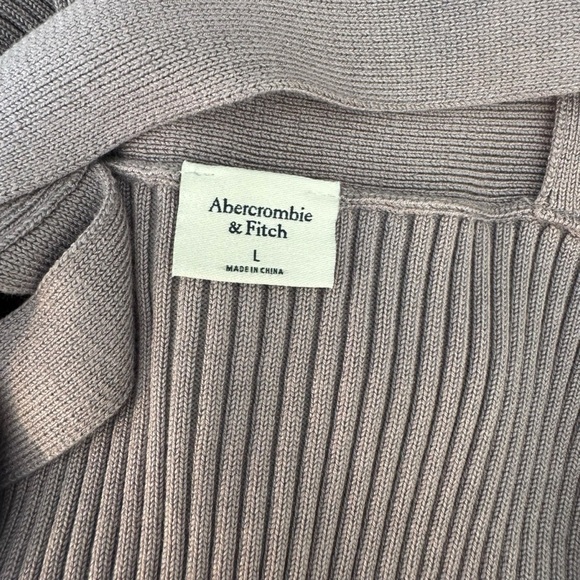 Abercrombie
& Fitch
L
MADE IN CHINA